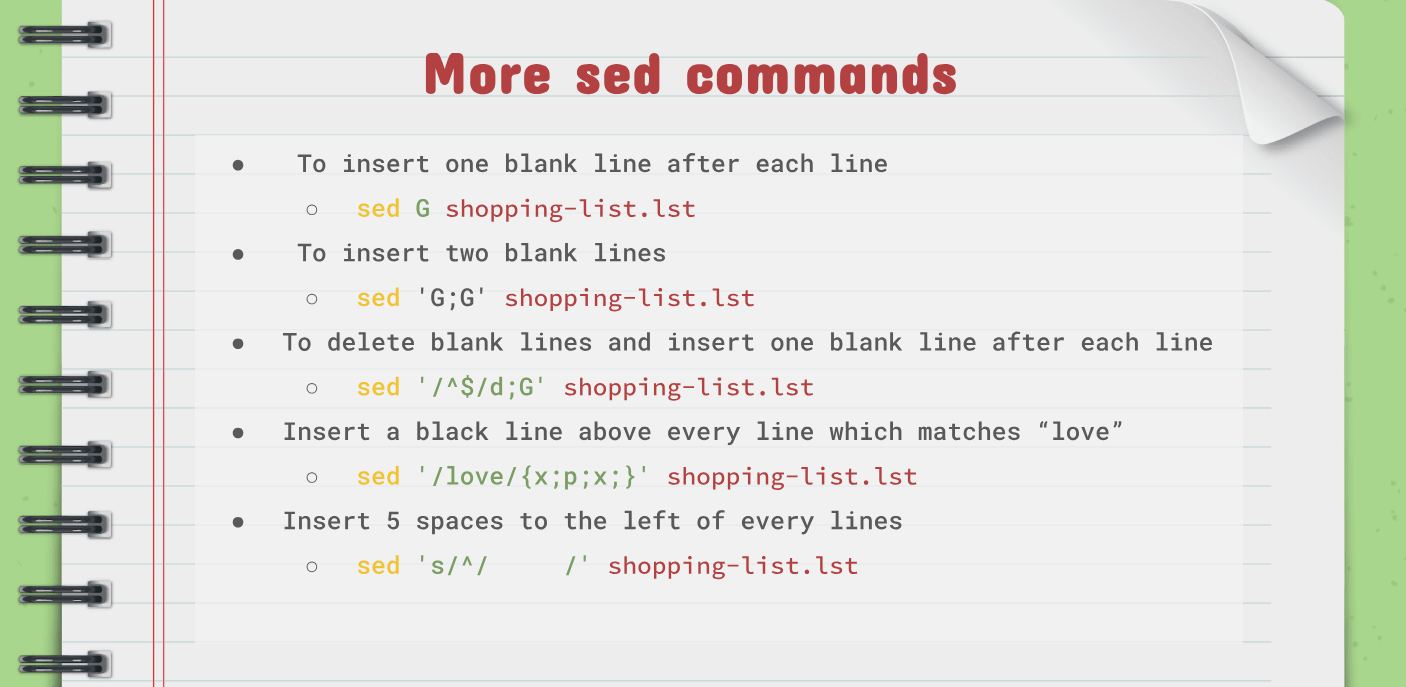 More sed commands
● To insert one blank line after each line
○ sed G shopping-list.lst
● To insert two blank lines
○ sed 'G;G' shopping-list.lst
● To delete blank lines and insert one blank line after each line
○ sed '/^$/d;G' shopping-list.lst
● Insert a black line above every line which matches “love”
○ sed '/love/{x;p;x;}' shopping-list.lst
● Insert 5 spaces to the left of every lines
○ sed 's/^/     /' shopping-list.lst